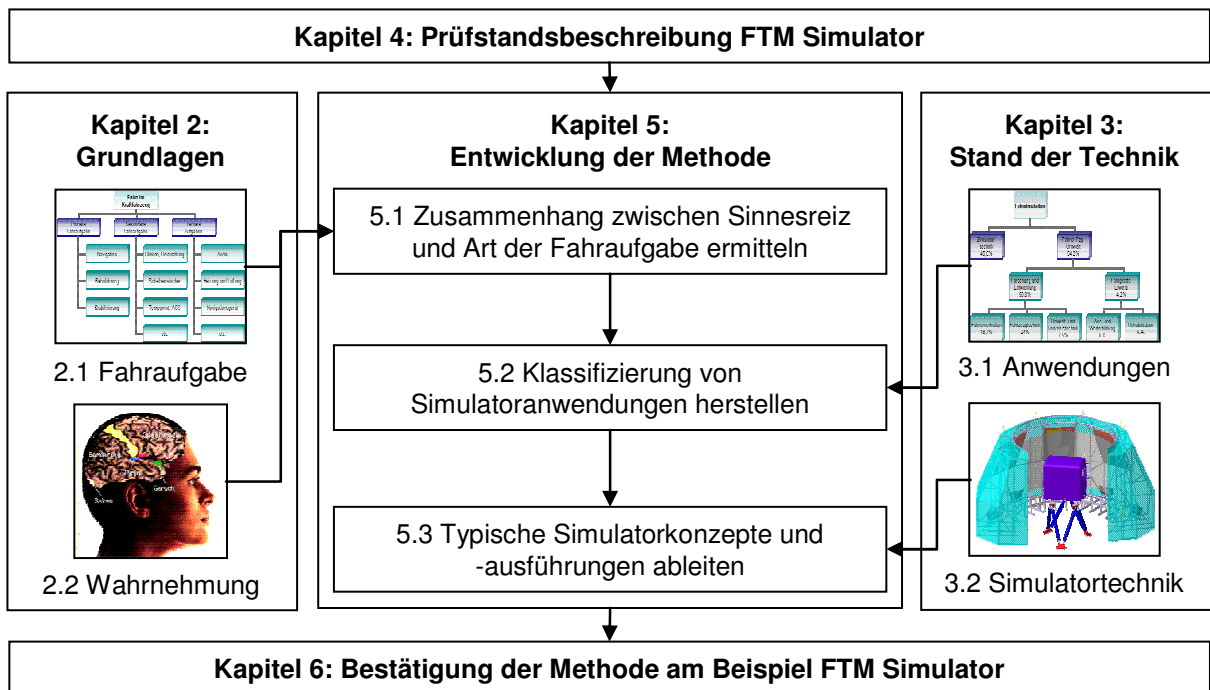 Kapitel 4: Prüfstandsbeschreibung FTM Simulator
Kapitel 2:
Grundlagen
2.1 Fahraufgabe
2.2 Wahrnehmung
Kapitel 5:
Entwicklung der Methode
5.1 Zusammenhang zwischen Sinnesreiz
und Art der Fahraufgabe ermitteln
5.2 Klassifizierung von
Simulatoranwendungen herstellen
5.3 Typische Simulatorkonzepte und
-ausführungen ableiten
Kapitel 3:
Stand der Technik
3.1 Anwendungen
3.2 Simulatortechnik
Kapitel 6: Bestätigung der Methode am Beispiel FTM Simulator